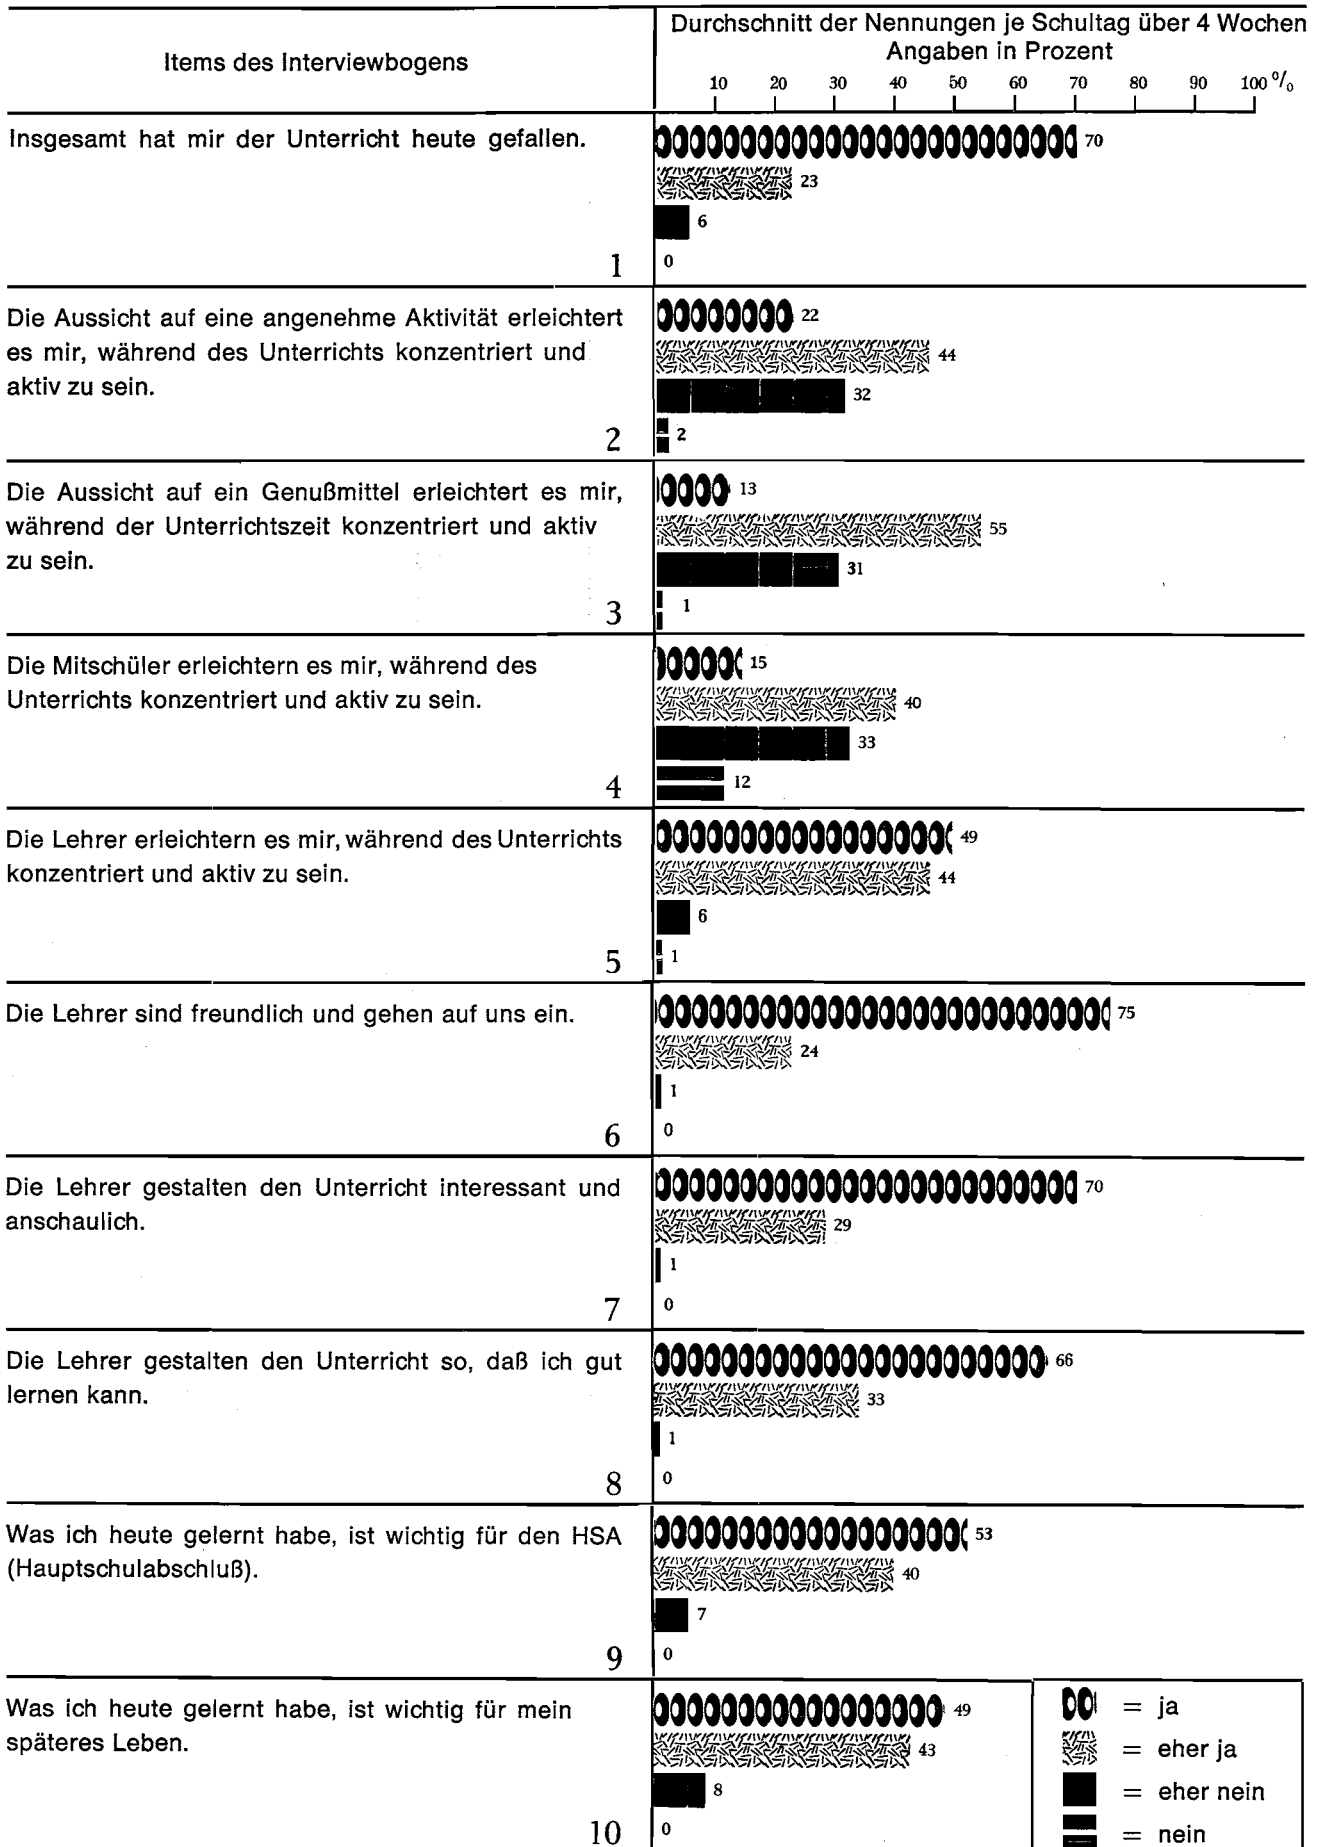 Items des Interviewbogens
Durchschnitt der Nennungen je Schultag über 4 Wochen
Angaben in Prozent
10 20 30 40 50 60 70 80 90 100 %
Insgesamt hat mir der Unterricht heute gefallen.
70
23
6
1 0
Die Aussicht auf eine angenehme Aktivität erleichtert
es mir, während des Unterrichts konzentriert und
aktiv zu sein.
22
44
32
2 2
Die Aussicht auf ein Genußmittel erleichtert es mir,
während der Unterrichtszeit konzentriert und aktiv
zu sein.
13
55
31
3 1
Die Mitschüler erleichtern es mir, während des
Unterrichts konzentriert und aktiv zu sein.
15
40
33
4 12
Die Lehrer erleichtern es mir, während des Unterrichts
konzentriert und aktiv zu sein.
49
44
6
5 1
Die Lehrer sind freundlich und gehen auf uns ein.
75
24
1
6 0
Die Lehrer gestalten den Unterricht interessant und
anschaulich.
70
29
1
7 0
Die Lehrer gestalten den Unterricht so, daß ich gut
lernen kann.
66
33
1
8 0
Was ich heute gelernt habe, ist wichtig für den HSA
(Hauptschulabschluß).
53
40
7
9 0
Was ich heute gelernt habe, ist wichtig für mein
späteres Leben.
49
43
8
10 0
= ja
= eher ja
= eher nein
= nein